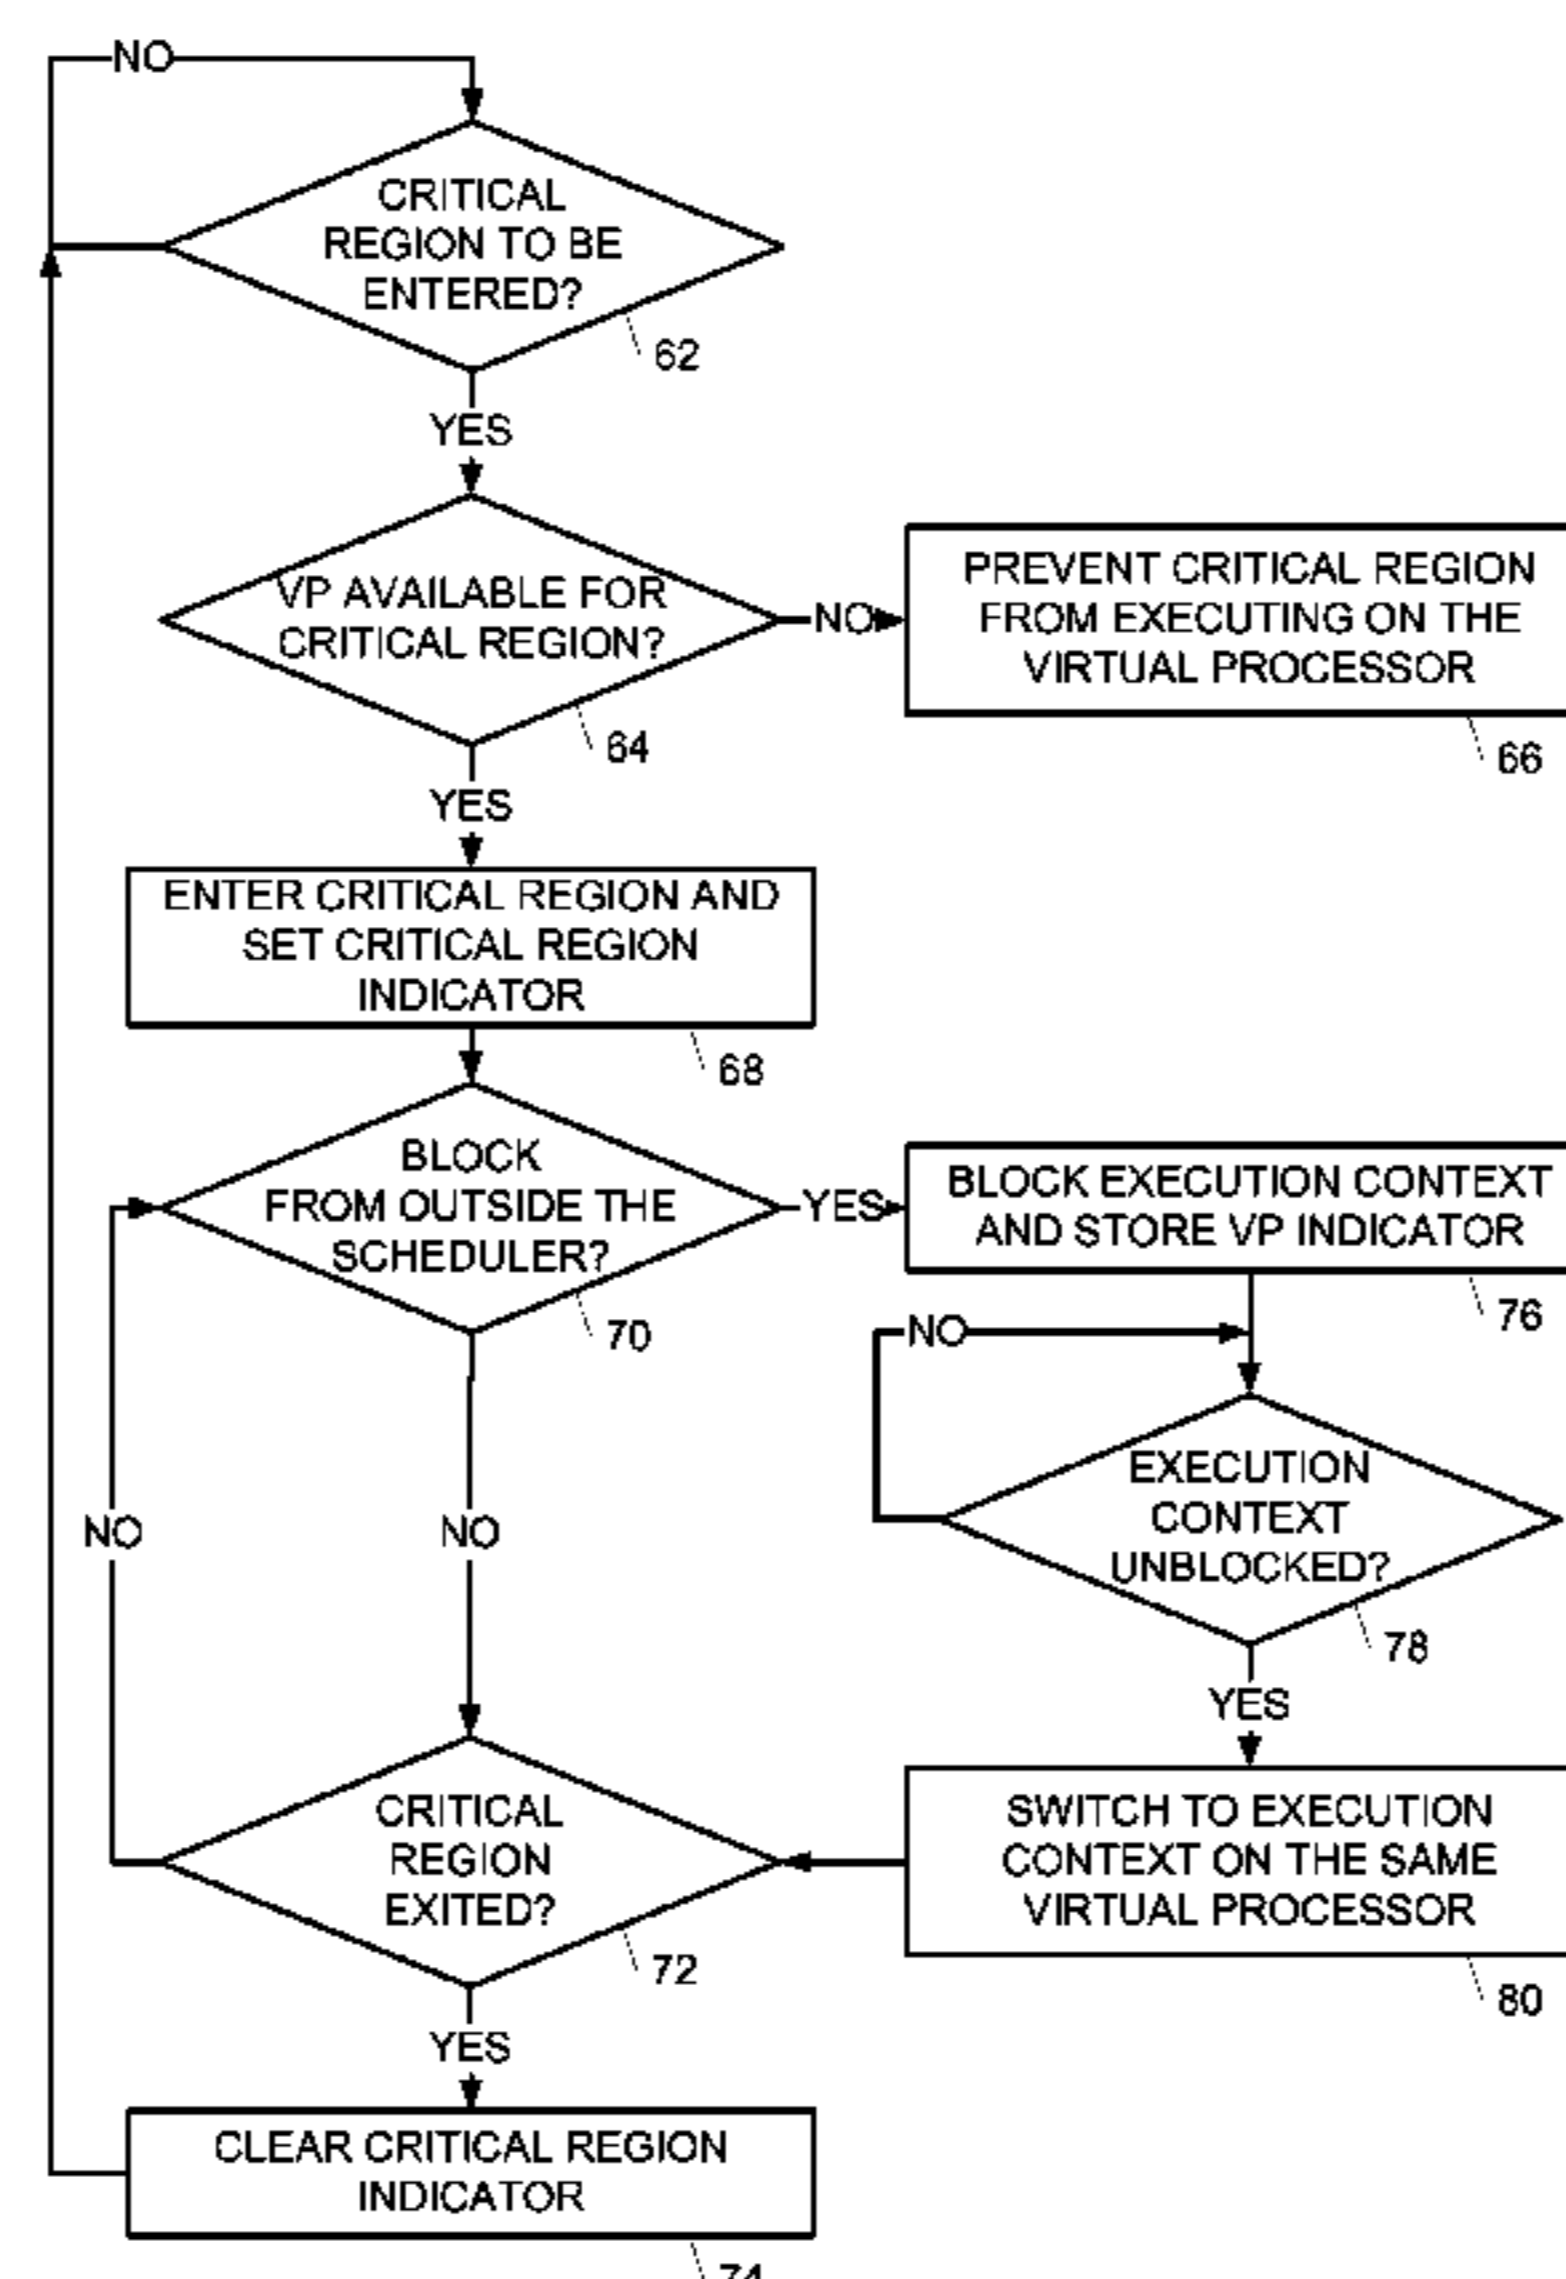 NO
CRITICAL
REGION TO BE
ENTERED?
62
YES
VP AVAILABLE FOR
CRITICAL REGION?
64
NO
PREVENT CRITICAL REGION
FROM EXECUTING ON THE
VIRTUAL PROCESSOR
66
YES
ENTER CRITICAL REGION AND
SET CRITICAL REGION
INDICATOR
68
BLOCK
FROM OUTSIDE THE
SCHEDULER?
70
YES
BLOCK EXECUTION CONTEXT
AND STORE VP INDICATOR
76
NO
EXECUTION
CONTEXT
UNBLOCKED?
78
NO
NO
YES
SWITCH TO EXECUTION
CONTEXT ON THE SAME
VIRTUAL PROCESSOR
80
CRITICAL
REGION
EXITED?
72
YES
CLEAR CRITICAL REGION
INDICATOR
74